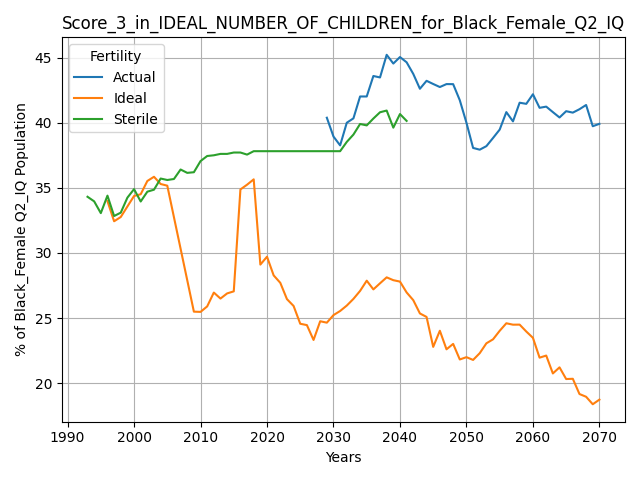 Score_3_in_IDEAL_NUMBER_OF_CHILDREN_for_Black_Female_Q2_IQ
Fertility
Actual
Ideal
Sterile
% of Black_Female Q2_IQ Population
45
40
35
30
25
20
1990 2000 2010 2020 2030 2040 2050 2060 2070
Years